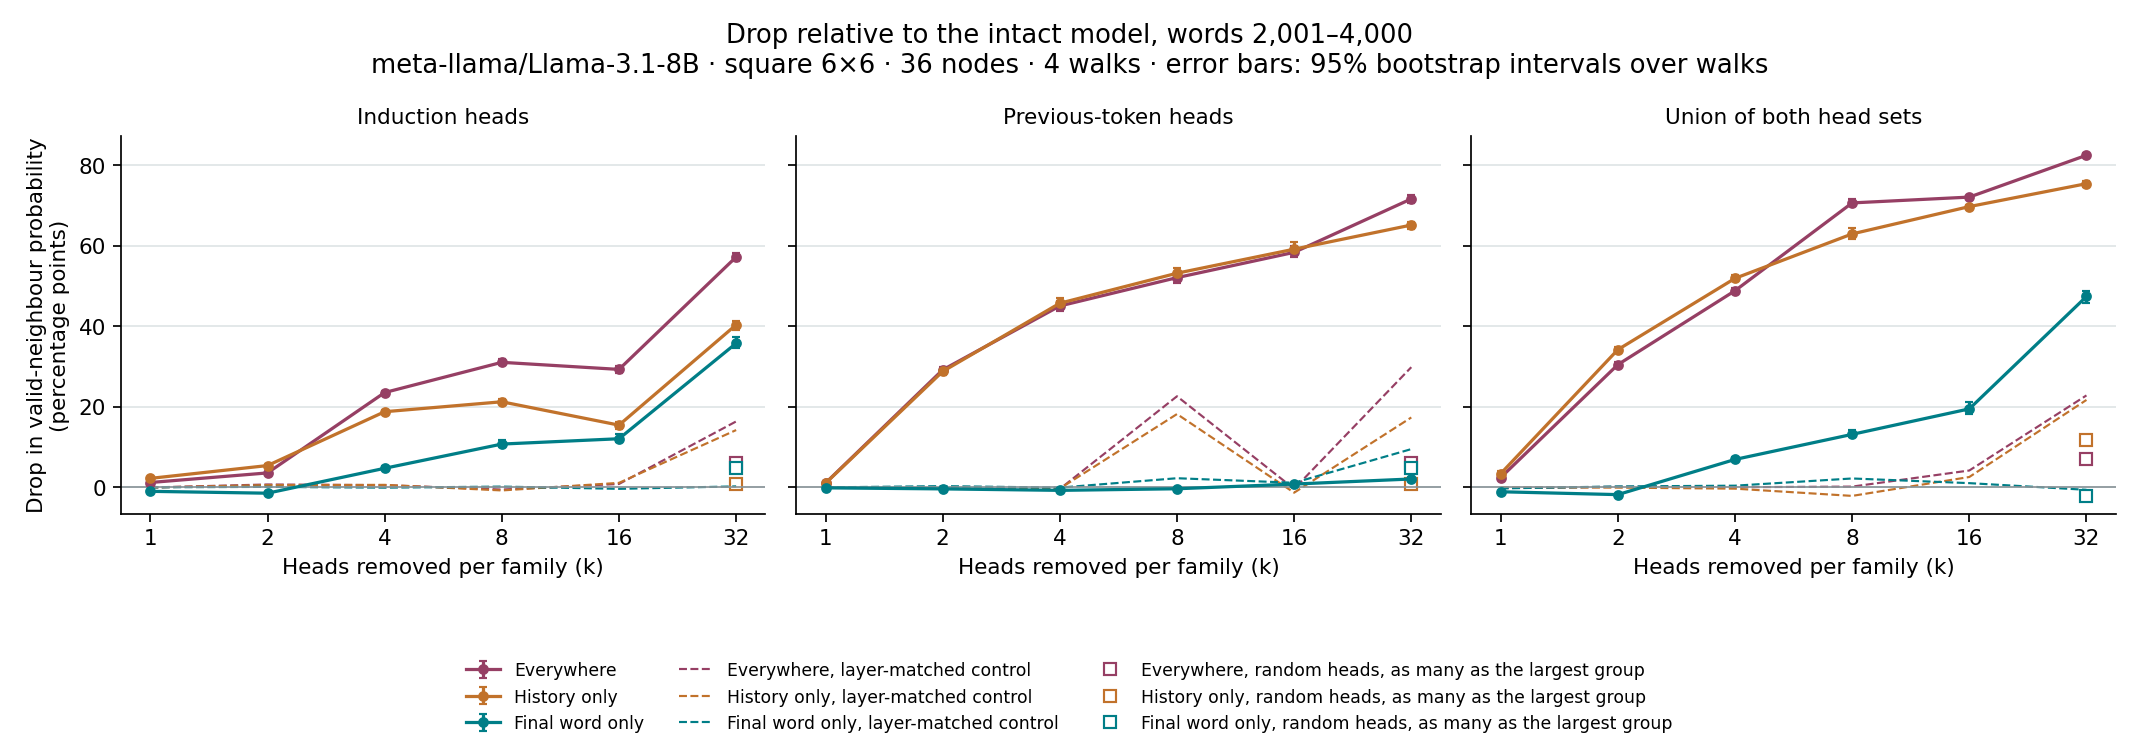 Drop relative to the intact model, words 2,001–4,000
meta-llama/Llama-3.1-8B · square 6×6 · 36 nodes · 4 walks · error bars: 95% bootstrap intervals over walks
Induction heads
Previous-token heads
Union of both head sets
Drop in valid-neighbour probability
(percentage points)
80
60
40
20
0
1 2 4 8 16 32
1 2 4 8 16 32
1 2 4 8 16 32
Heads removed per family (k)
Heads removed per family (k)
Heads removed per family (k)
Everywhere
History only
Final word only
Everywhere, layer-matched control
History only, layer-matched control
Final word only, layer-matched control
Everywhere, random heads, as many as the largest group
History only, random heads, as many as the largest group
Final word only, random heads, as many as the largest group